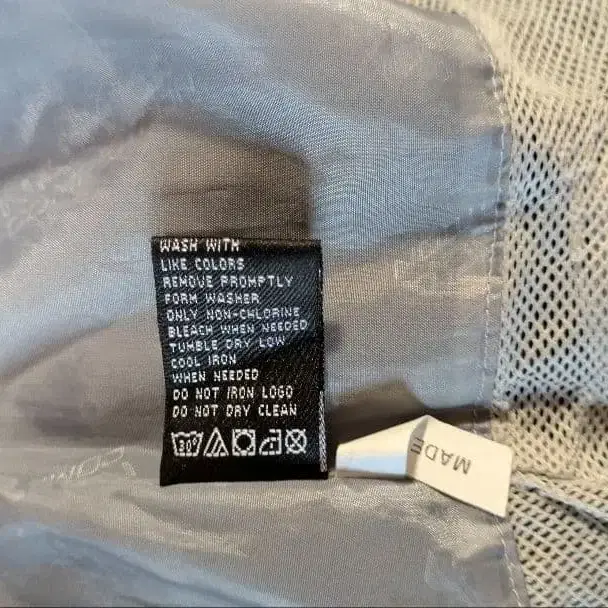 WASH WITH
LIKE COLORS
REMOVE PROMPTLY
FORM WASHER
ONLY NON-CHLORINE
BLEACH WHEN NEEDED
TUMBLE DRY LOW
COOL IRON
WHEN NEEDED
DO NOT IRON LOGO
DO NOT DRY CLEAN
30°
MADE